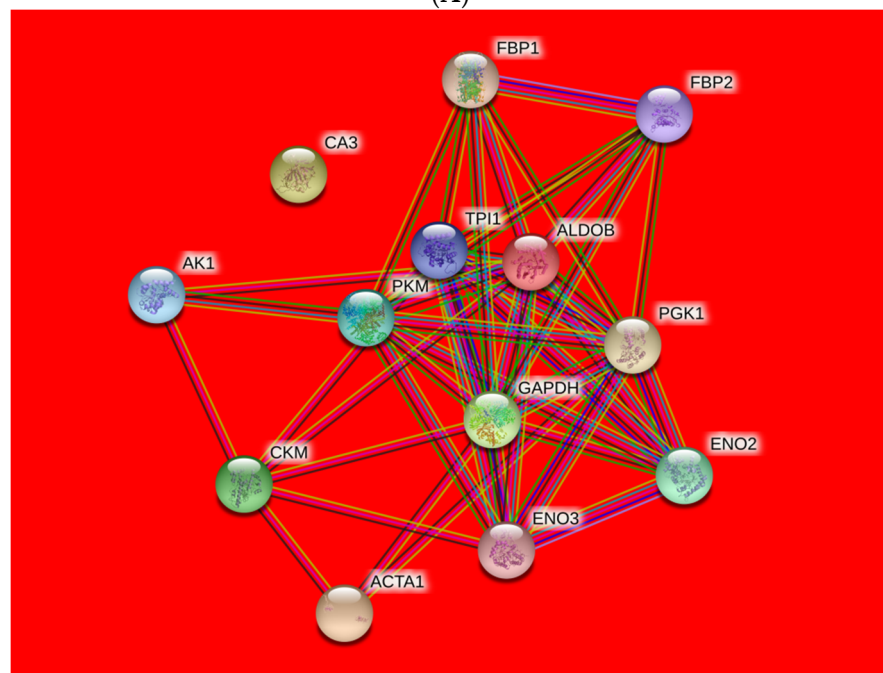 FBP1
FBP2
CA3
TPI1
ALDOB
AK1
PKM
PGK1
GAPDH
ENO2
CKM
ENO3
ACTA1